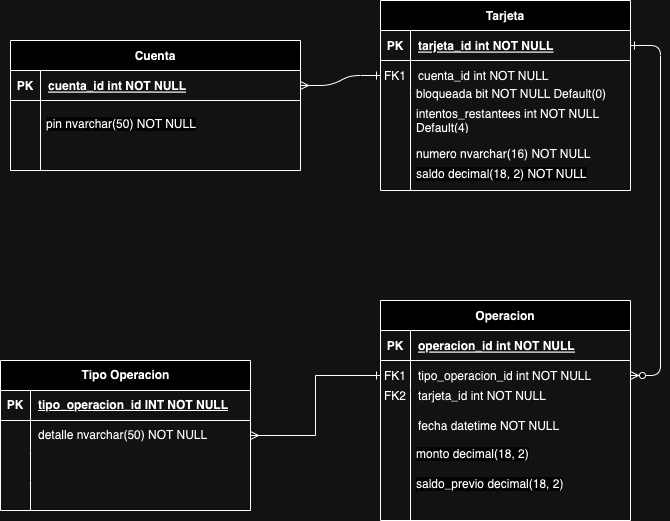 Cuenta
PK cuenta_id int NOT NULL
pin nvarchar(50) NOT NULL
Tarjeta
PK tarjeta_id int NOT NULL
FK1 cuenta_id int NOT NULL
bloqueada bit NOT NULL Default(0)
intentos_restantees int NOT NULL
Default(4)
numero nvarchar(16) NOT NULL
saldo decimal(18, 2) NOT NULL
Tipo Operacion
PK tipo_operacion_id INT NOT NULL
detalle nvarchar(50) NOT NULL
Operacion
PK operacion_id int NOT NULL
FK1 tipo_operacion_id int NOT NULL
FK2 tarjeta_id int NOT NULL
fecha datetime NOT NULL
monto decimal(18, 2)
saldo_previo decimal(18, 2)